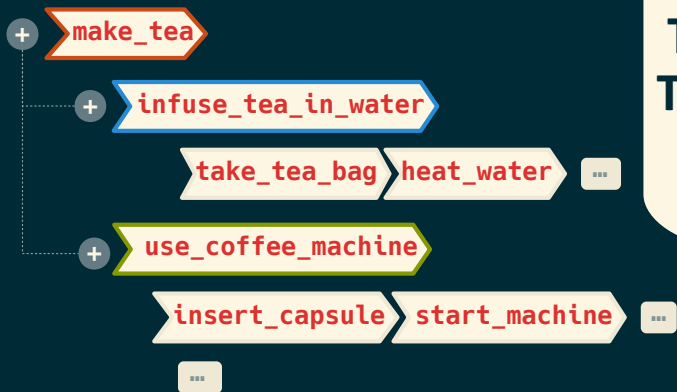 + make_tea
+ infuse_tea_in_water
take_tea_bag heat_water ...
+ use_coffee_machine
insert_capsule start_machine ...
...